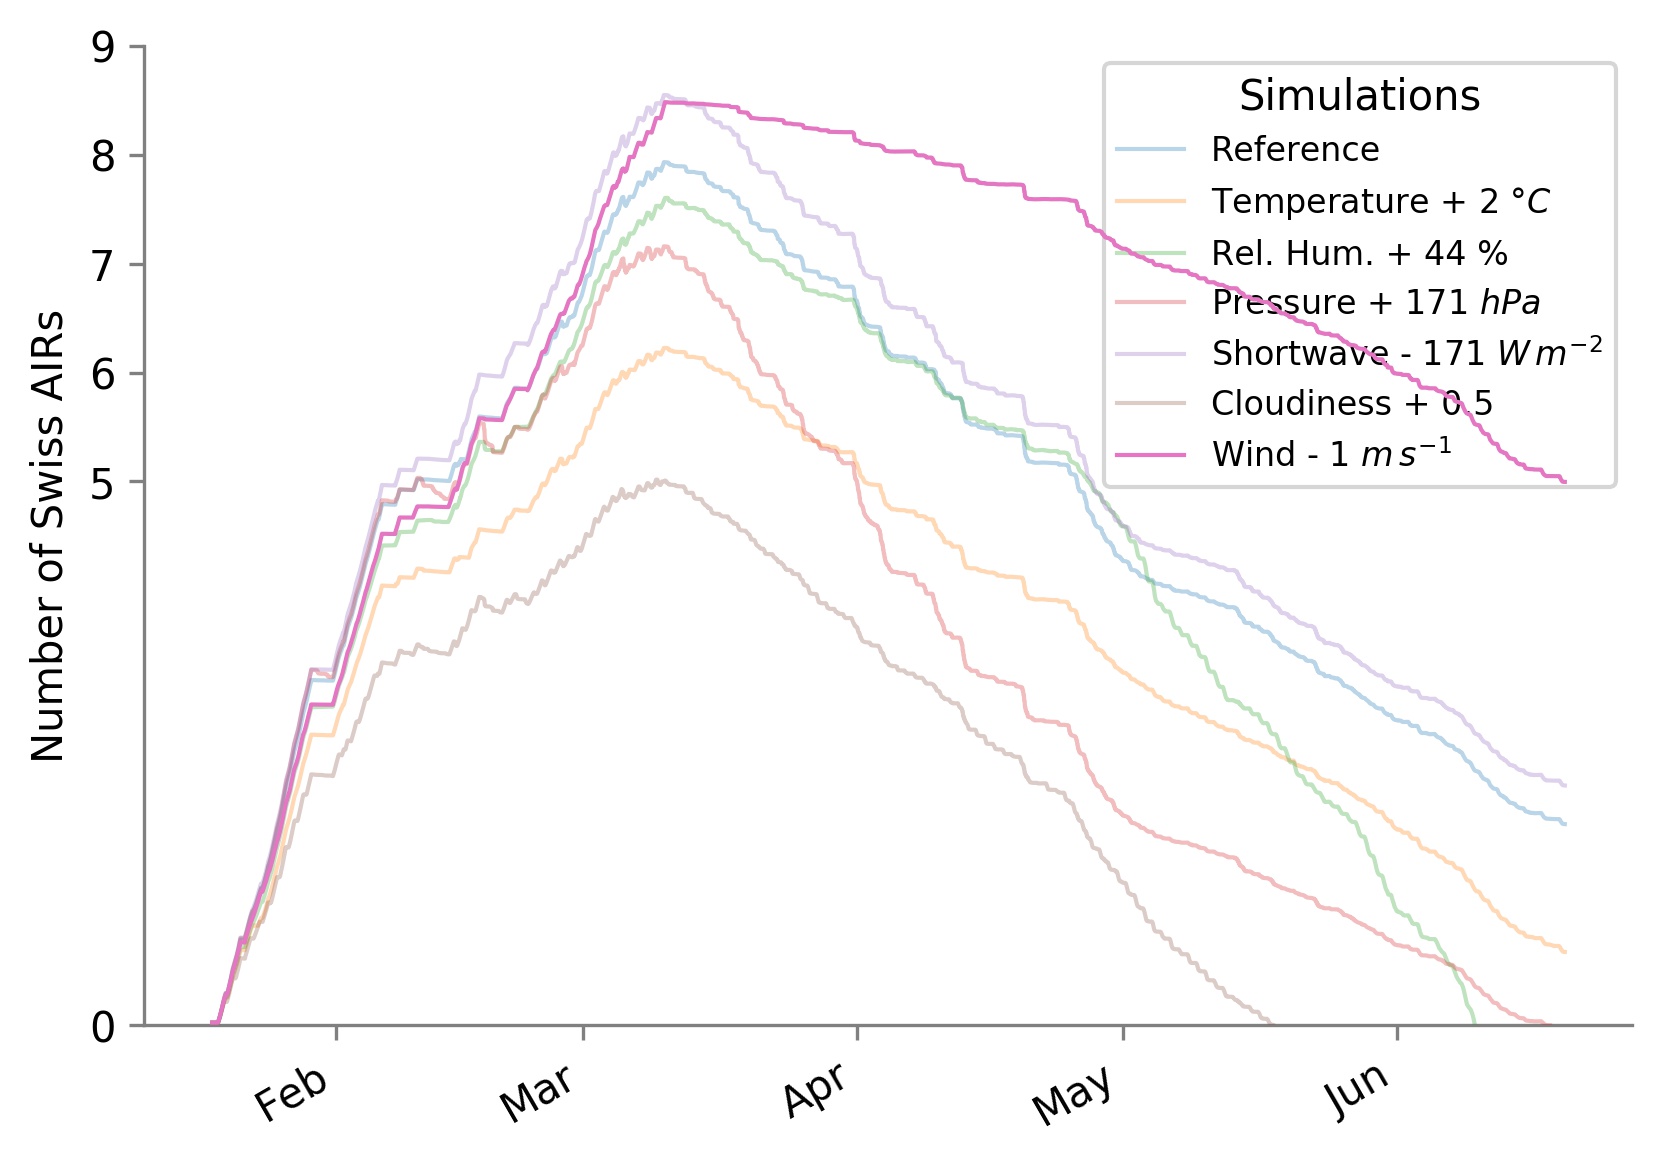 Number of Swiss AIRs
9
8
7
6
5
0
Feb
Mar
Apr
May
Jun
Simulations
Reference
Temperature + 2 °C
Rel. Hum. + 44 %
Pressure + 171 hPa
Shortwave - 171 W m⁻²
Cloudiness + 0.5
Wind - 1 m s⁻¹